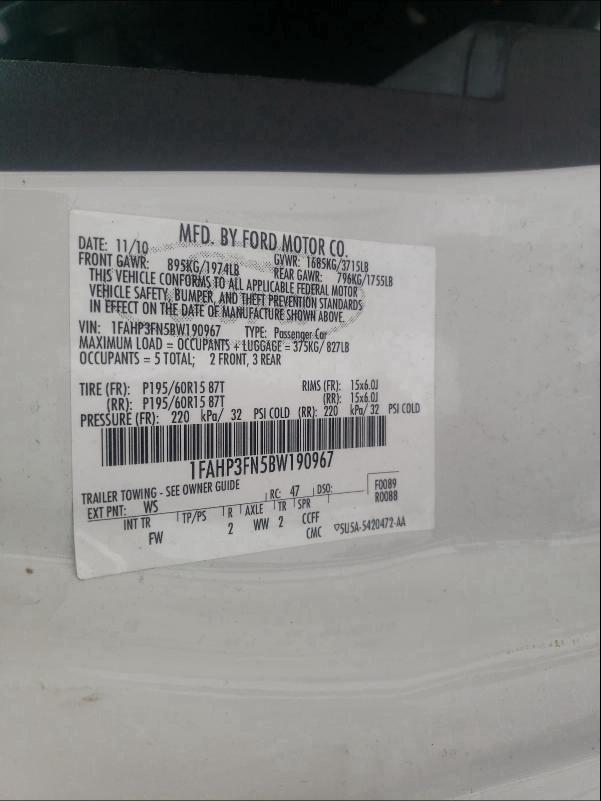 MFD. BY FORD MOTOR CO.
DATE: 11/10 GVWR: 1685KG/3715LB
FRONT GAWR: 895KG/1974LB REAR GAWR: 796KG/1755LB
THIS VEHICLE CONFORMS TO ALL APPLICABLE FEDERAL MOTOR
VEHICLE SAFETY, BUMPER, AND THEFT PREVENTION STANDARDS
IN EFFECT ON THE DATE OF MANUFACTURE SHOWN ABOVE.
VIN: 1FAHP3FN5BW190967 TYPE: Passenger Car
MAXIMUM LOAD = OCCUPANTS + LUGGAGE = 375KG/ 827LB
OCCUPANTS = 5 TOTAL; 2 FRONT, 3 REAR
TIRE (FR): P195/60R15 87T RIMS (FR): 15x6.0J
(RR): P195/60R15 87T (RR): 15x6.0J
PRESSURE (FR): 220 kPa/ 32 PSI COLD (RR): 220 kPa/ 32 PSI COLD
1FAHP3FN5BW190967
TRAILER TOWING - SEE OWNER GUIDE
EXT PNT: WS RC: 47 DSO: F0089
R0088
INT TR TP/PS R AXLE TR SPR
FW 2 WW 2 CCFF
CMC 5U5A-5420472-AA